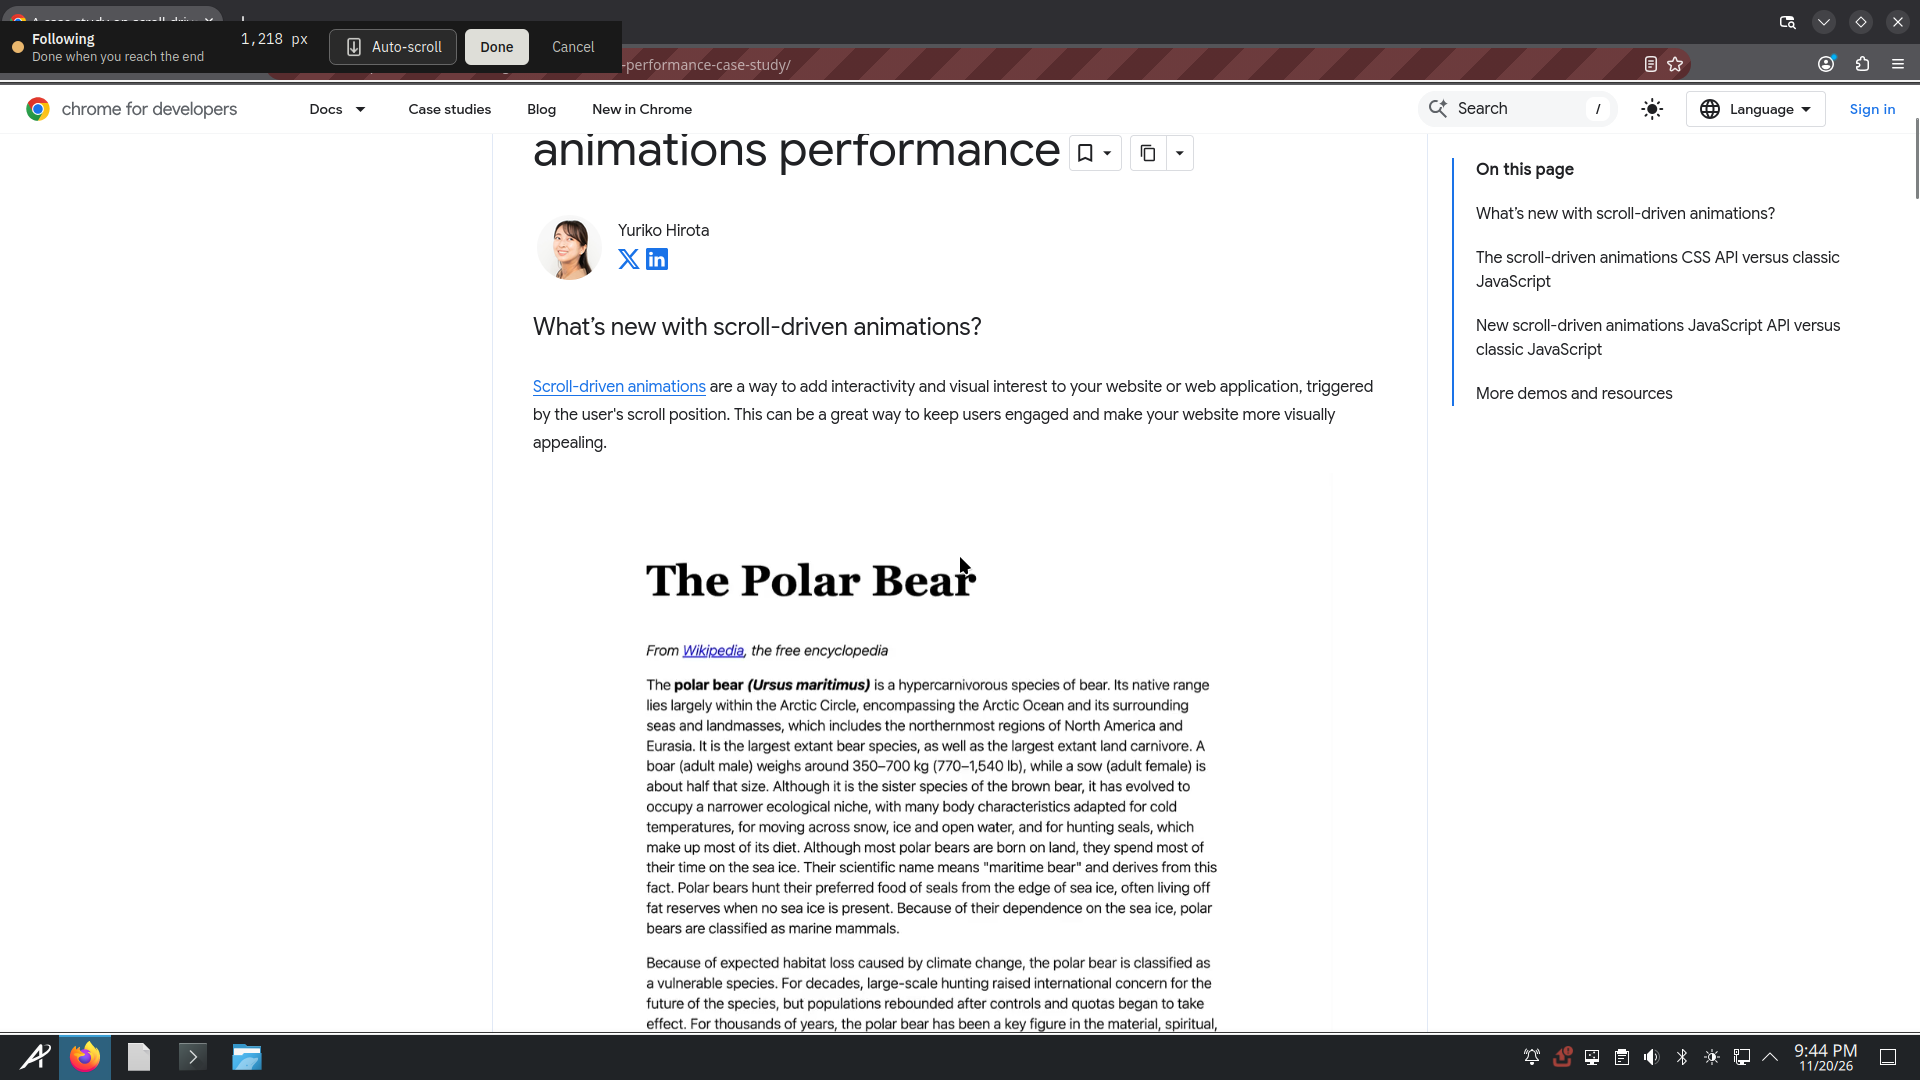 Following
Done when you reach the end
1,218 px
Auto-scroll
Done
Cancel
-performance-case-study/
chrome for developers
Docs
Case studies
Blog
New in Chrome
Search
/
Language
Sign in
animations performance
Yuriko Hirota
What’s new with scroll-driven animations?
Scroll-driven animations are a way to add interactivity and visual interest to your website or web application, triggered
by the user's scroll position. This can be a great way to keep users engaged and make your website more visually
appealing.
The Polar Bear
From Wikipedia, the free encyclopedia
The polar bear (Ursus maritimus) is a hypercarnivorous species of bear. Its native range
lies largely within the Arctic Circle, encompassing the Arctic Ocean and its surrounding
seas and landmasses, which includes the northernmost regions of North America and
Eurasia. It is the largest extant bear species, as well as the largest extant land carnivore. A
boar (adult male) weighs around 350–700 kg (770–1,540 lb), while a sow (adult female) is
about half that size. Although it is the sister species of the brown bear, it has evolved to
occupy a narrower ecological niche, with many body characteristics adapted for cold
temperatures, for moving across snow, ice and open water, and for hunting seals, which
make up most of its diet. Although most polar bears are born on land, they spend most of
their time on the sea ice. Their scientific name means "maritime bear" and derives from this
fact. Polar bears hunt their preferred food of seals from the edge of sea ice, often living off
fat reserves when no sea ice is present. Because of their dependence on the sea ice, polar
bears are classified as marine mammals.
Because of expected habitat loss caused by climate change, the polar bear is classified as
a vulnerable species. For decades, large-scale hunting raised international concern for the
future of the species, but populations rebounded after controls and quotas began to take
effect. For thousands of years, the polar bear has been a key figure in the material, spiritual,
On this page
What’s new with scroll-driven animations?
The scroll-driven animations CSS API versus classic
JavaScript
New scroll-driven animations JavaScript API versus
classic JavaScript
More demos and resources
9:44 PM
11/20/26